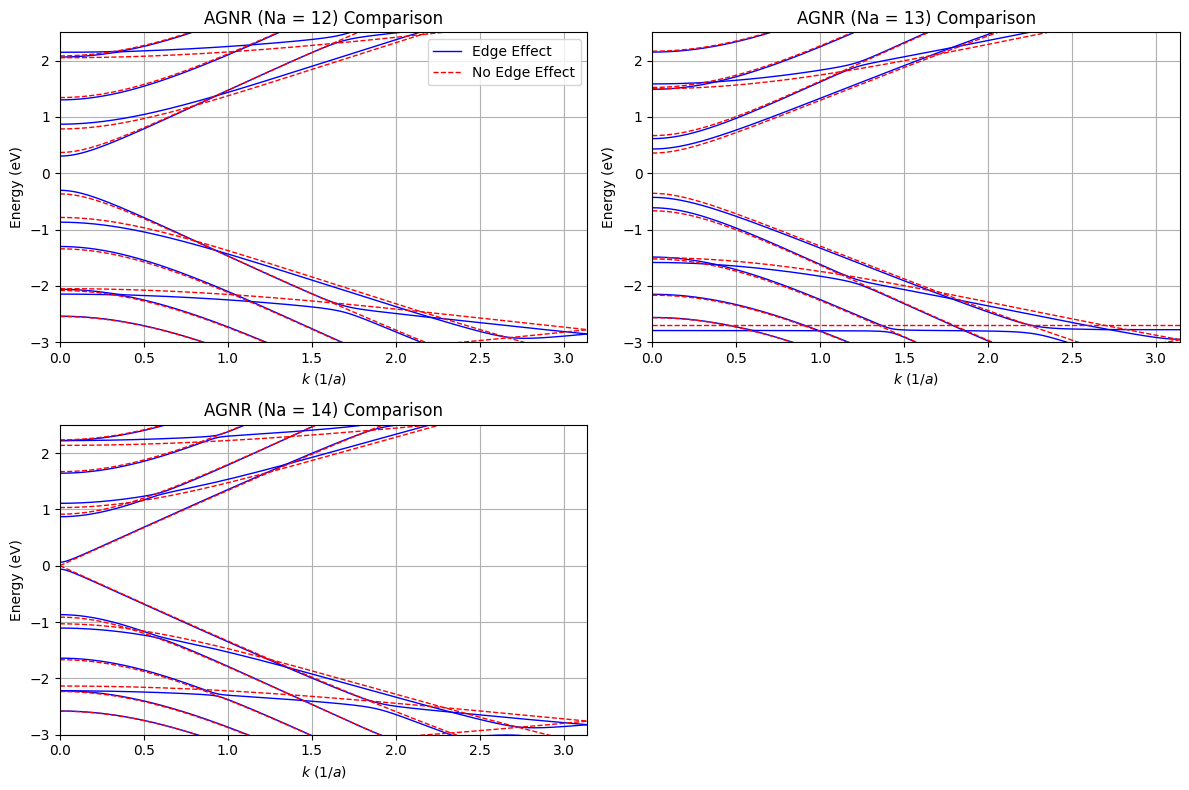 AGNR (Na = 12) Comparison
Edge Effect
No Edge Effect
2
1
0
−1
−2
−3
Energy (eV)
0.0 0.5 1.0 1.5 2.0 2.5 3.0
k (1/a)
AGNR (Na = 13) Comparison
2
1
0
−1
−2
−3
Energy (eV)
0.0 0.5 1.0 1.5 2.0 2.5 3.0
k (1/a)
AGNR (Na = 14) Comparison
2
1
0
−1
−2
−3
Energy (eV)
0.0 0.5 1.0 1.5 2.0 2.5 3.0
k (1/a)